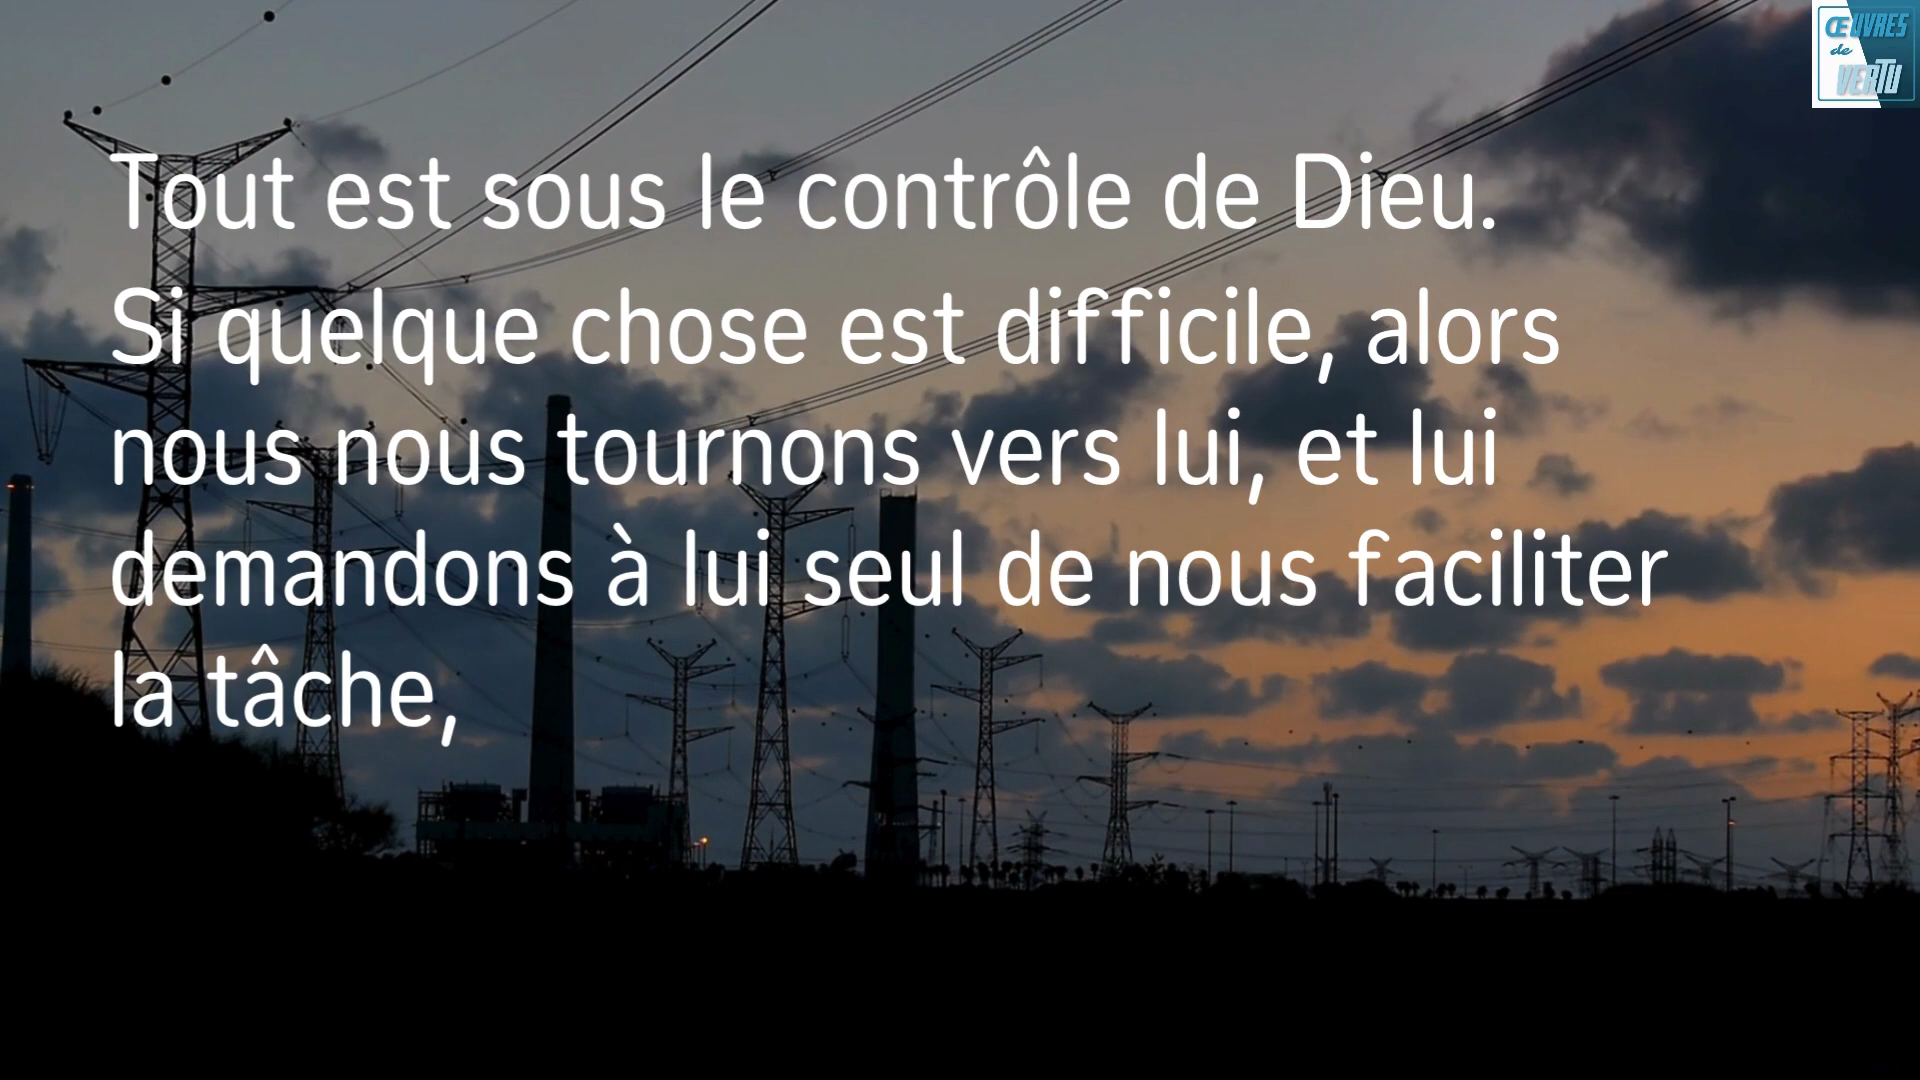 ŒUVRES
de
VERTU
Tout est sous le contrôle de Dieu.
Si quelque chose est difficile, alors
nous nous tournons vers lui, et lui
demandons à lui seul de nous faciliter
la tâche,